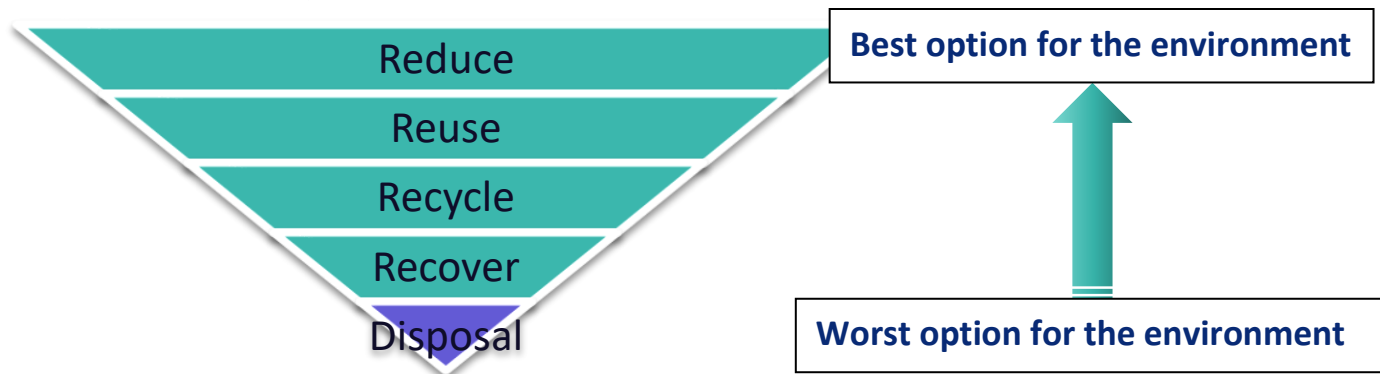 Reduce
Best option for the environment
Reuse
Recycle
Recover
Disposal
Worst option for the environment